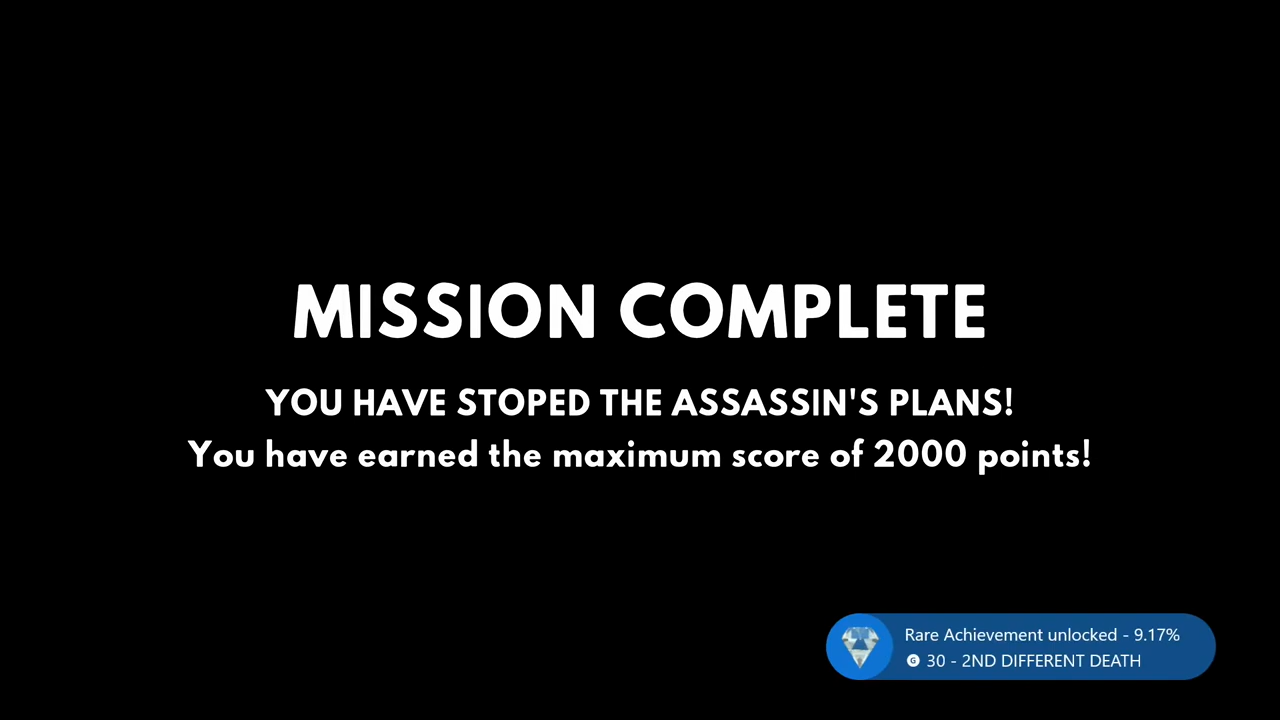 MISSION COMPLETE
YOU HAVE STOPED THE ASSASSIN'S PLANS!
You have earned the maximum score of 2000 points!
Rare Achievement unlocked - 9.17%
G 30 - 2ND DIFFERENT DEATH